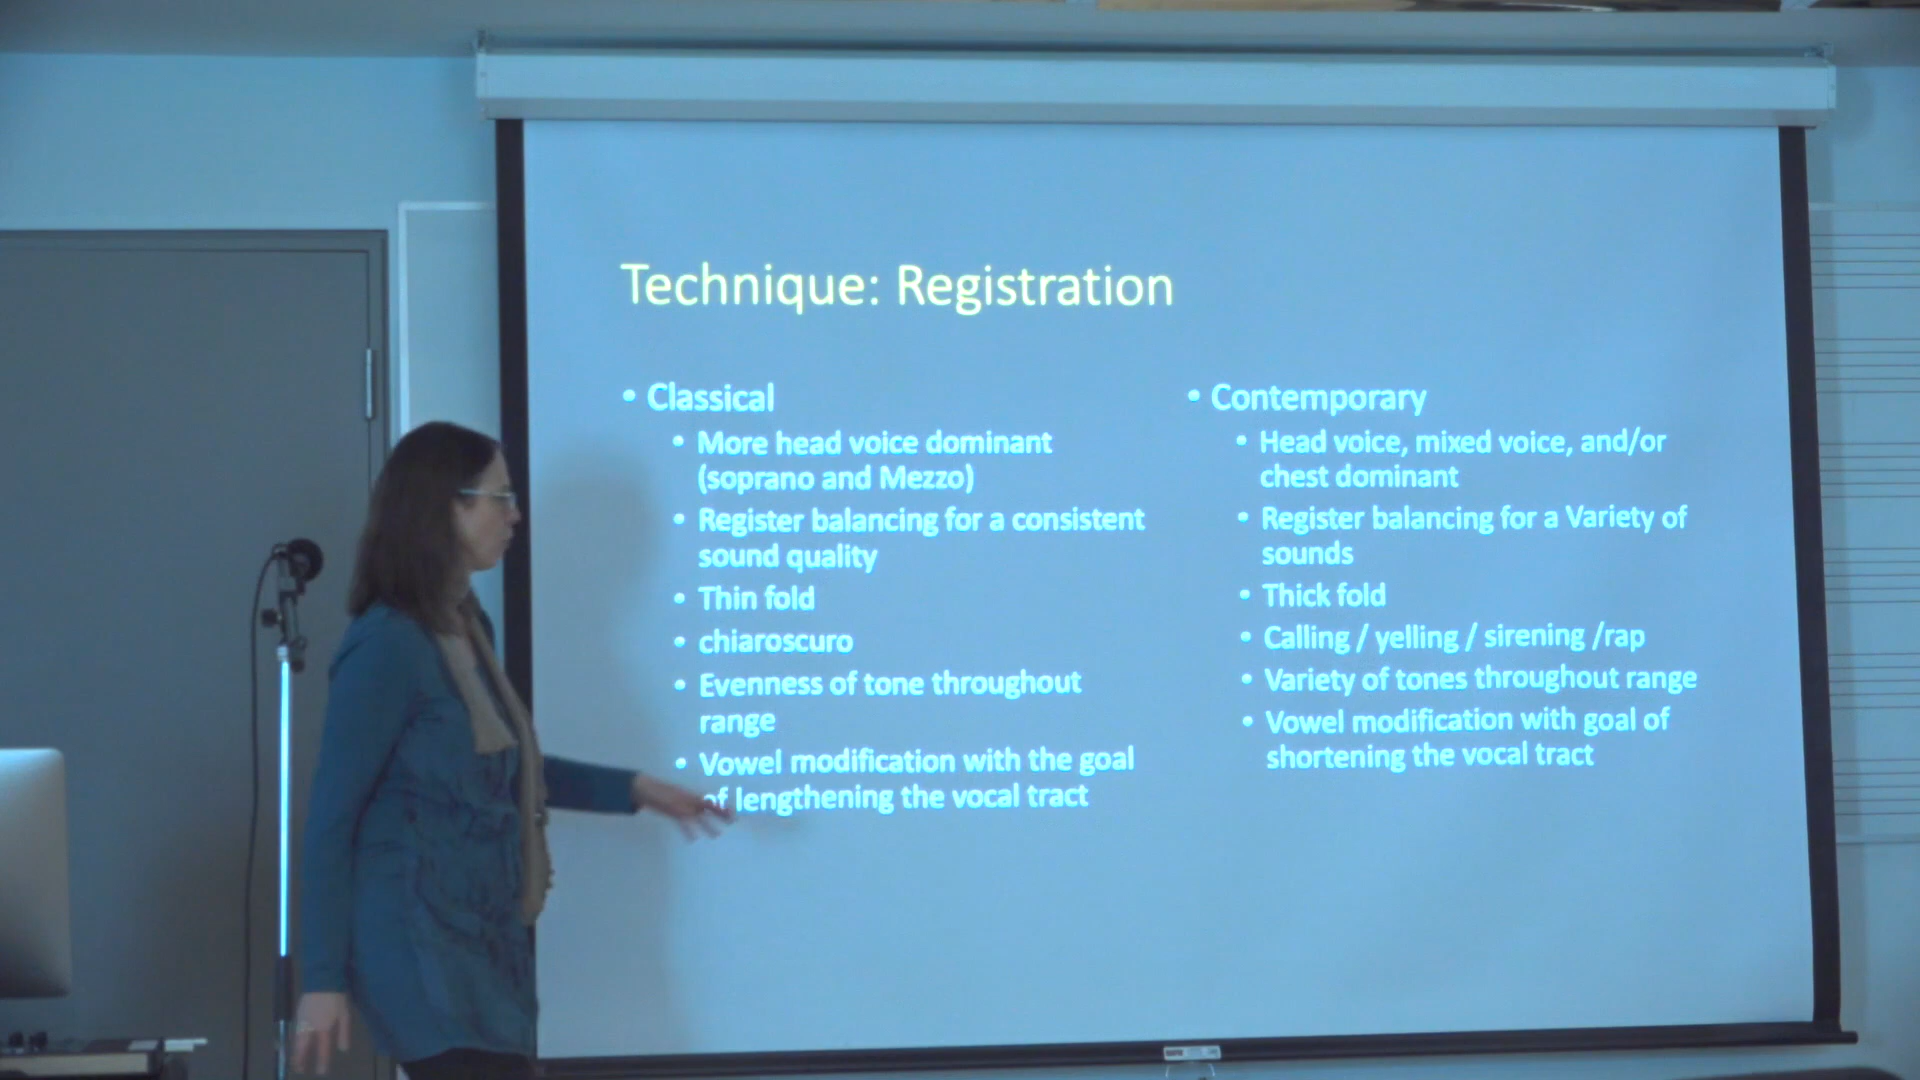 Technique: Registration
• Classical
• More head voice dominant
(soprano and Mezzo)
• Register balancing for a consistent
sound quality
• Thin fold
• chiaroscuro
• Evenness of tone throughout
range
• Vowel modification with the goal
of lengthening the vocal tract
• Contemporary
• Head voice, mixed voice, and/or
chest dominant
• Register balancing for a Variety of
sounds
• Thick fold
• Calling / yelling / sirening /rap
• Variety of tones throughout range
• Vowel modification with goal of
shortening the vocal tract